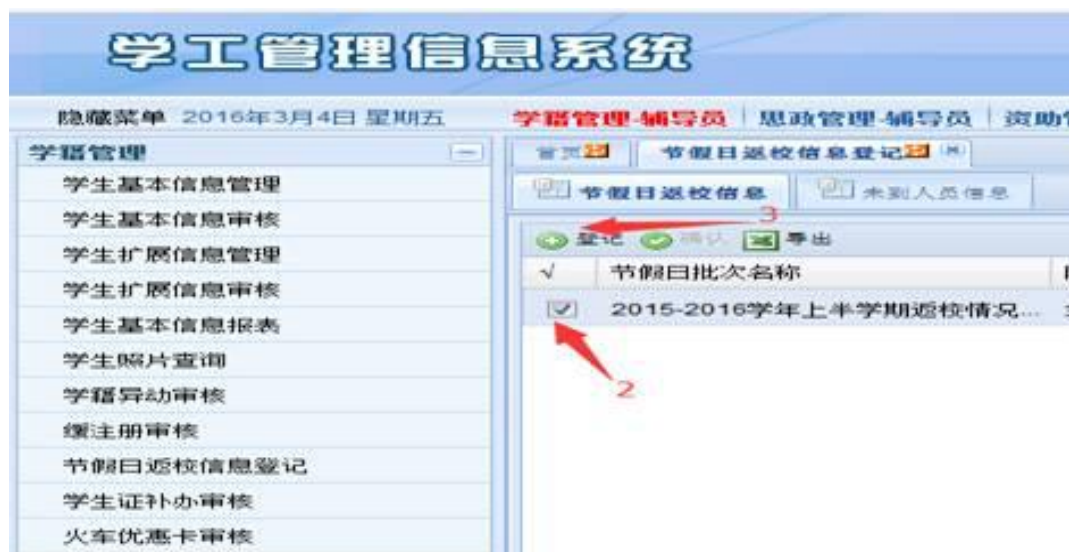 学工管理信息系统
隐藏菜单 2016年3月4日 星期五 学籍管理-辅导员 思政管理-辅导员 资助
学籍管理
首页 节假日返校信息登记
学生基本信息管理
节假日返校信息 未到人员信息
学生基本信息审核
3
学生扩展信息管理
登记 确认 导出
学生扩展信息审核
√ 节假日批次名称
学生基本信息报表
2015-2016学年上半学期返校情况...
学生照片查询
学籍异动审核
2
缓注册审核
节假日返校信息登记
学生证补办审核
火车优惠卡审核